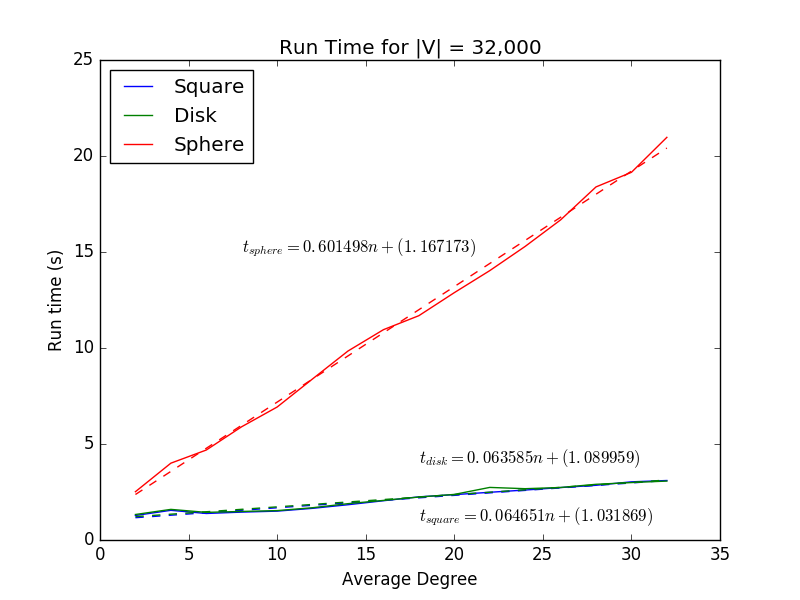 Run Time for |V| = 32,000
25
20
15
10
5
0
Run time (s)
Square
Disk
Sphere
t_sphere = 0.601498n + (1.167173)
t_disk = 0.063585n + (1.089959)
t_square = 0.064651n + (1.031869)
0 5 10 15 20 25 30 35
Average Degree